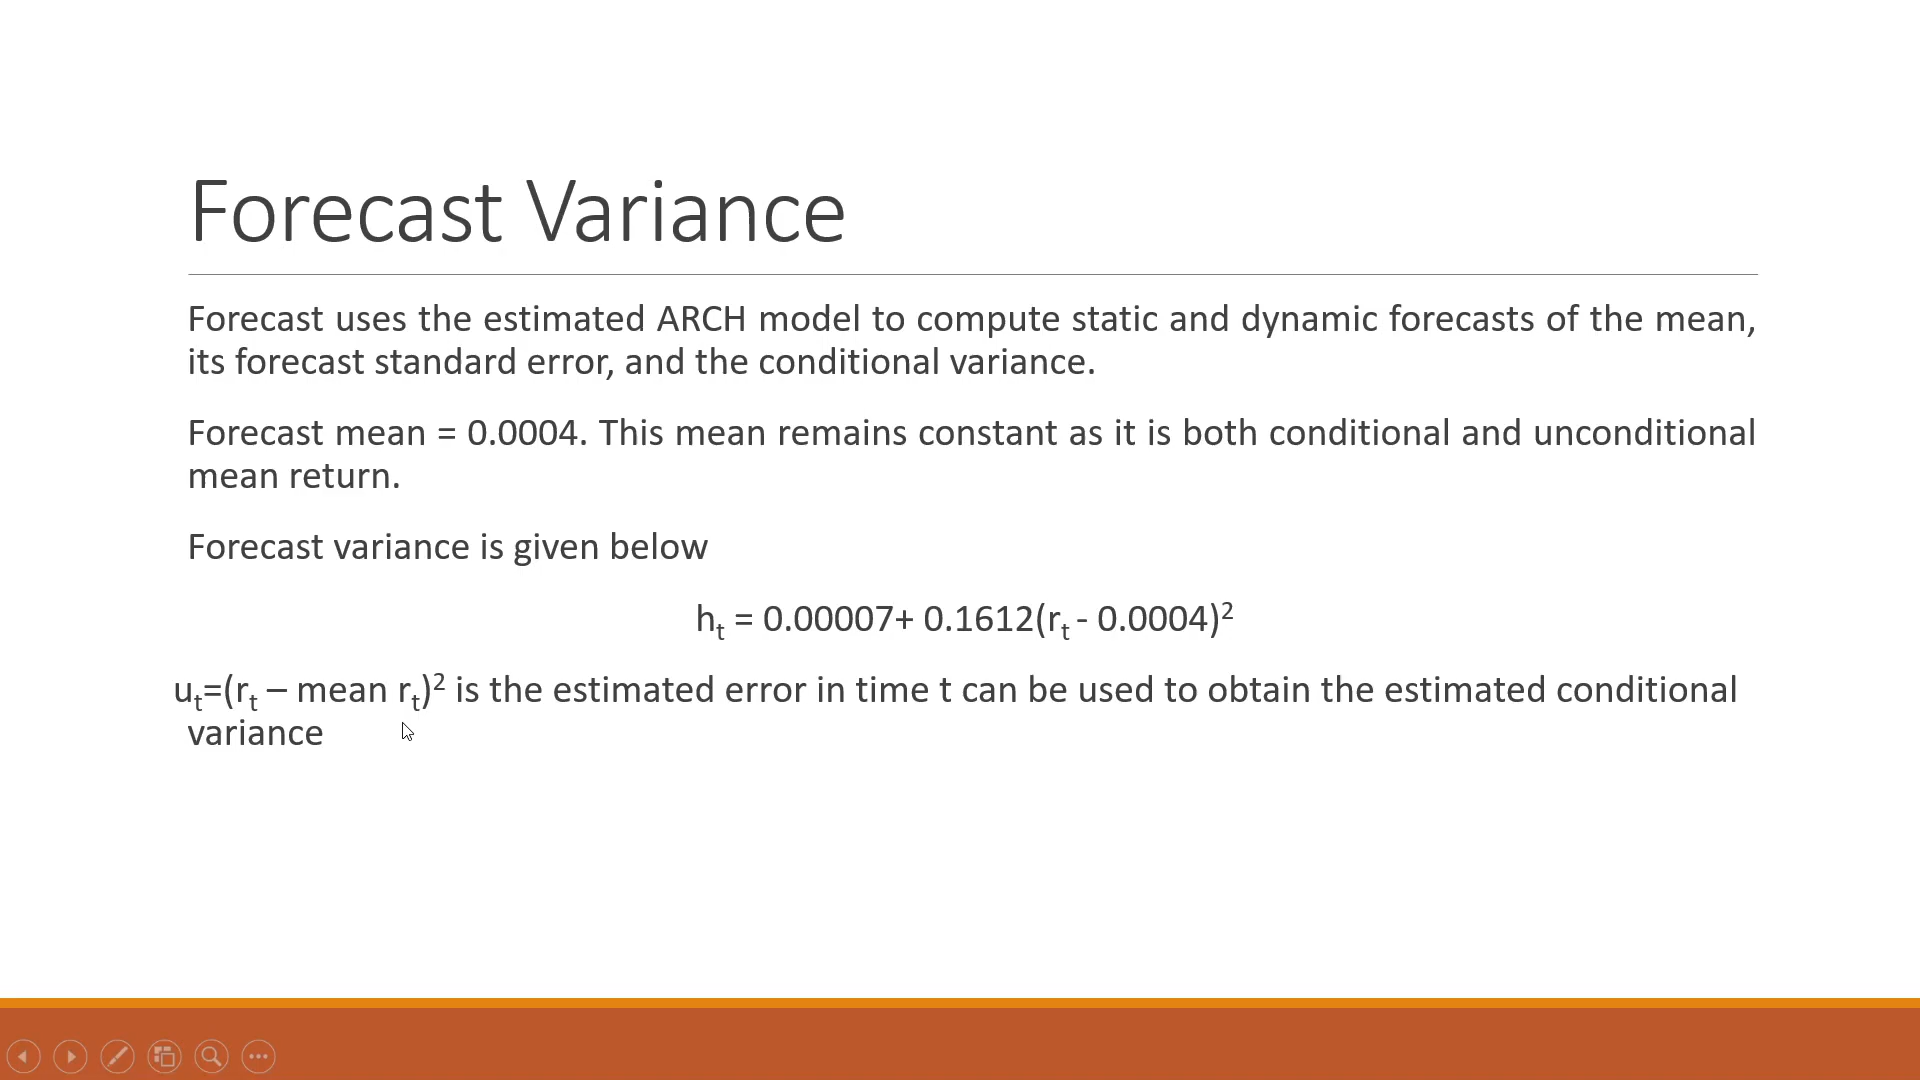 Forecast Variance
Forecast uses the estimated ARCH model to compute static and dynamic forecasts of the mean,
its forecast standard error, and the conditional variance.
Forecast mean = 0.0004. This mean remains constant as it is both conditional and unconditional
mean return.
Forecast variance is given below
hₜ = 0.00007+ 0.1612(rₜ - 0.0004)²
uₜ=(rₜ – mean rₜ)² is the estimated error in time t can be used to obtain the estimated conditional
variance